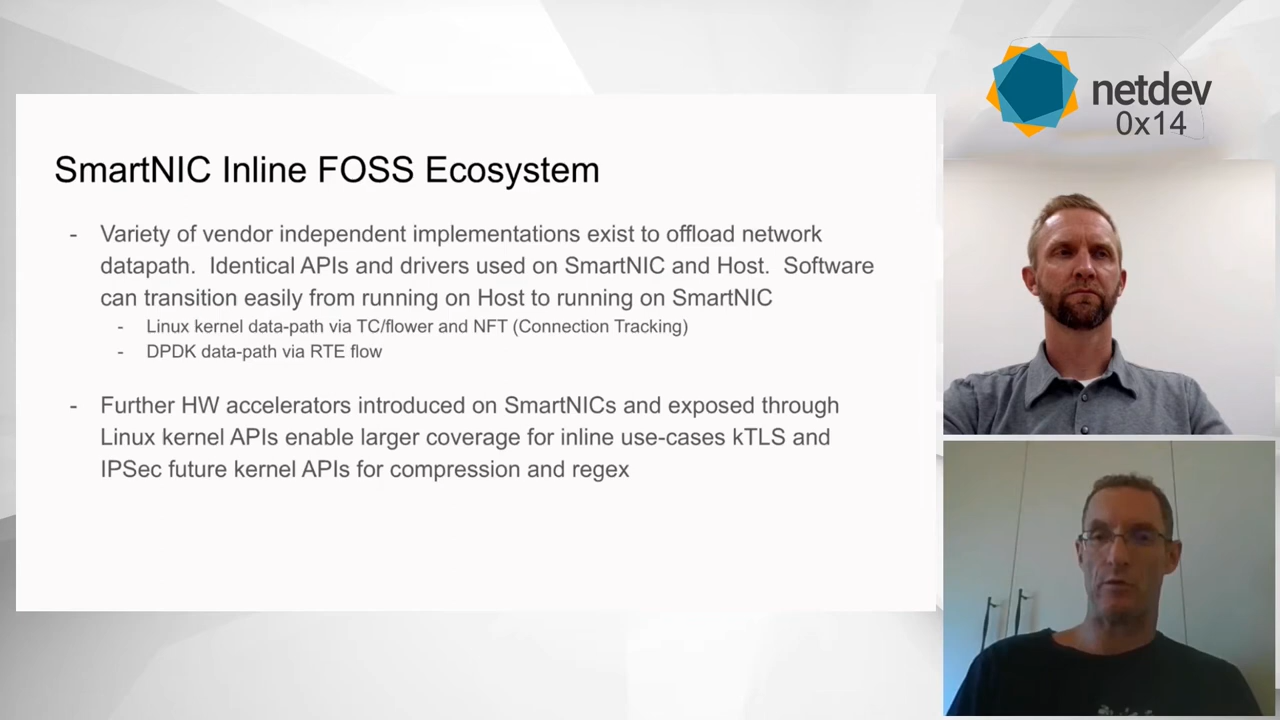 netdev
0x14
SmartNIC Inline FOSS Ecosystem
- Variety of vendor independent implementations exist to offload network
datapath. Identical APIs and drivers used on SmartNIC and Host. Software
can transition easily from running on Host to running on SmartNIC
- Linux kernel data-path via TC/flower and NFT (Connection Tracking)
- DPDK data-path via RTE flow
- Further HW accelerators introduced on SmartNICs and exposed through
Linux kernel APIs enable larger coverage for inline use-cases kTLS and
IPSec future kernel APIs for compression and regex